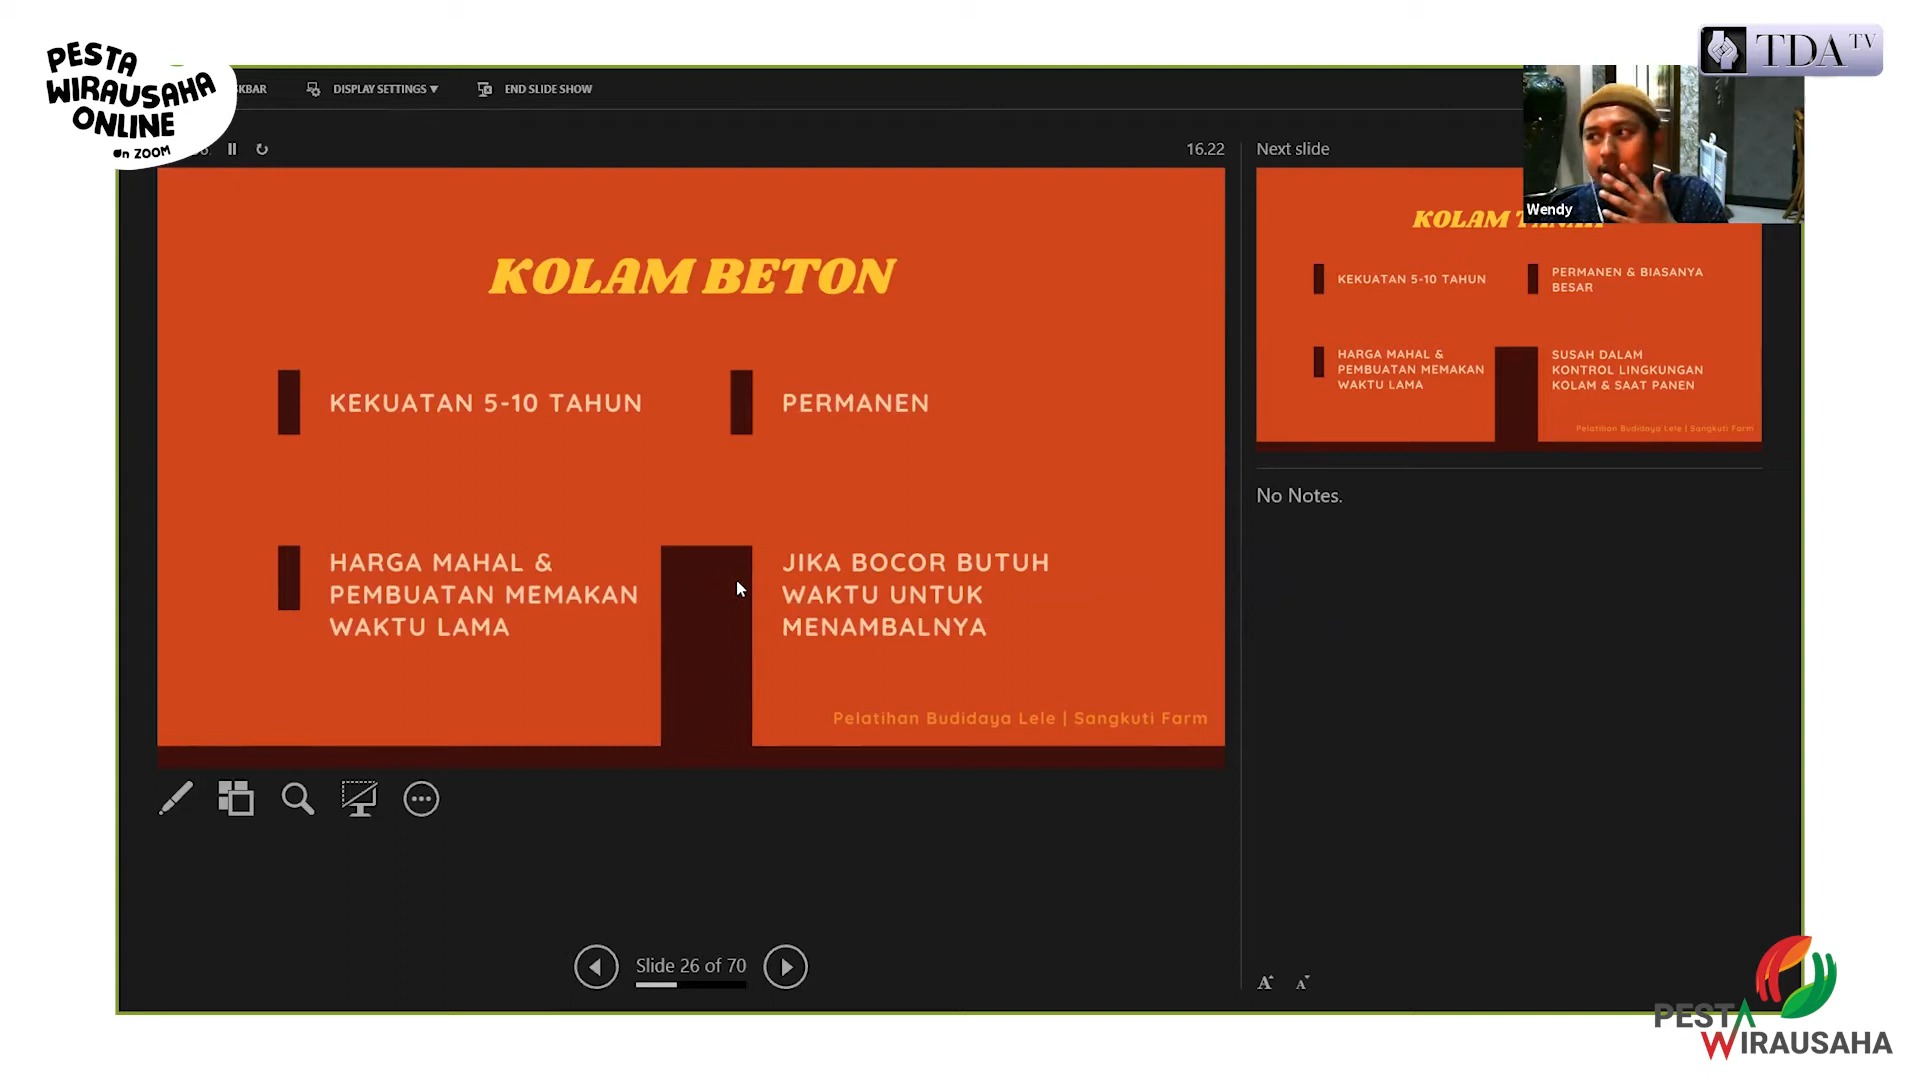 PESTA
WIRAUSAHA
ONLINE
on ZOOM
TDA TV
KBAR
DISPLAY SETTINGS ▼
END SLIDE SHOW
16.22
Next slide
Wendy
KOLAM BETON
KEKUATAN 5-10 TAHUN
PERMANEN
HARGA MAHAL &
PEMBUATAN MEMAKAN
WAKTU LAMA
JIKA BOCOR BUTUH
WAKTU UNTUK
MENAMBALNYA
Pelatihan Budidaya Lele | Sangkuti Farm
KOLAM
KEKUATAN 5-10 TAHUN
PERMANEN & BIASANYA
BESAR
HARGA MAHAL &
PEMBUATAN MEMAKAN
WAKTU LAMA
SUSAH DALAM
KONTROL LINGKUNGAN
KOLAM & SAAT PANEN
Pelatihan Budidaya Lele | Sangkuti Farm
No Notes.
Slide 26 of 70
A A
PESTA
WIRAUSAHA